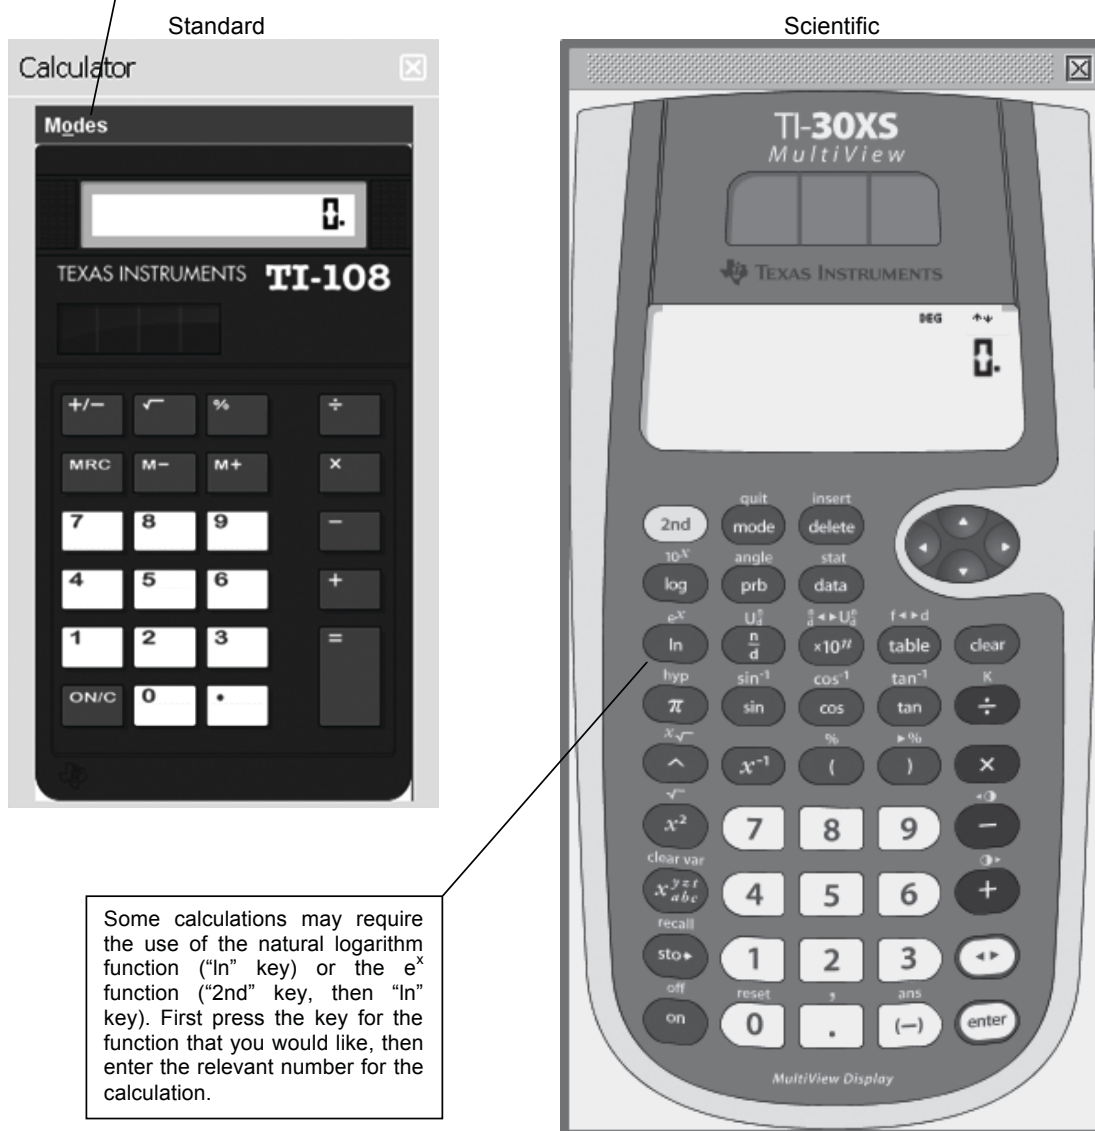 Standard
Calculator
Modes
0.
TEXAS INSTRUMENTS TI-108
+/− √ % ÷
MRC M− M+ ×
7 8 9 −
4 5 6 +
1 2 3 =
ON/C 0 .
Some calculations may require
the use of the natural logarithm
function (“ln” key) or the eˣ
function (“2nd” key, then “ln”
key). First press the key for the
function that you would like, then
enter the relevant number for the
calculation.
Scientific
TI-30XS
MultiView
TEXAS INSTRUMENTS
DEG
0.
quit insert
2nd mode delete
10ˣ angle stat
log prb data
eˣ f◄►d
ln n/d ×10ⁿ table clear
hyp sin⁻¹ cos⁻¹ tan⁻¹ K
π sin cos tan ÷
ˣ√ % ►%
^ x⁻¹ ( ) ×
√
x² 7 8 9 −
clear var
x yzt abc 4 5 6 +
recall
sto► 1 2 3 ◄►
off reset , ans
on 0 . (−) enter
MultiView Display